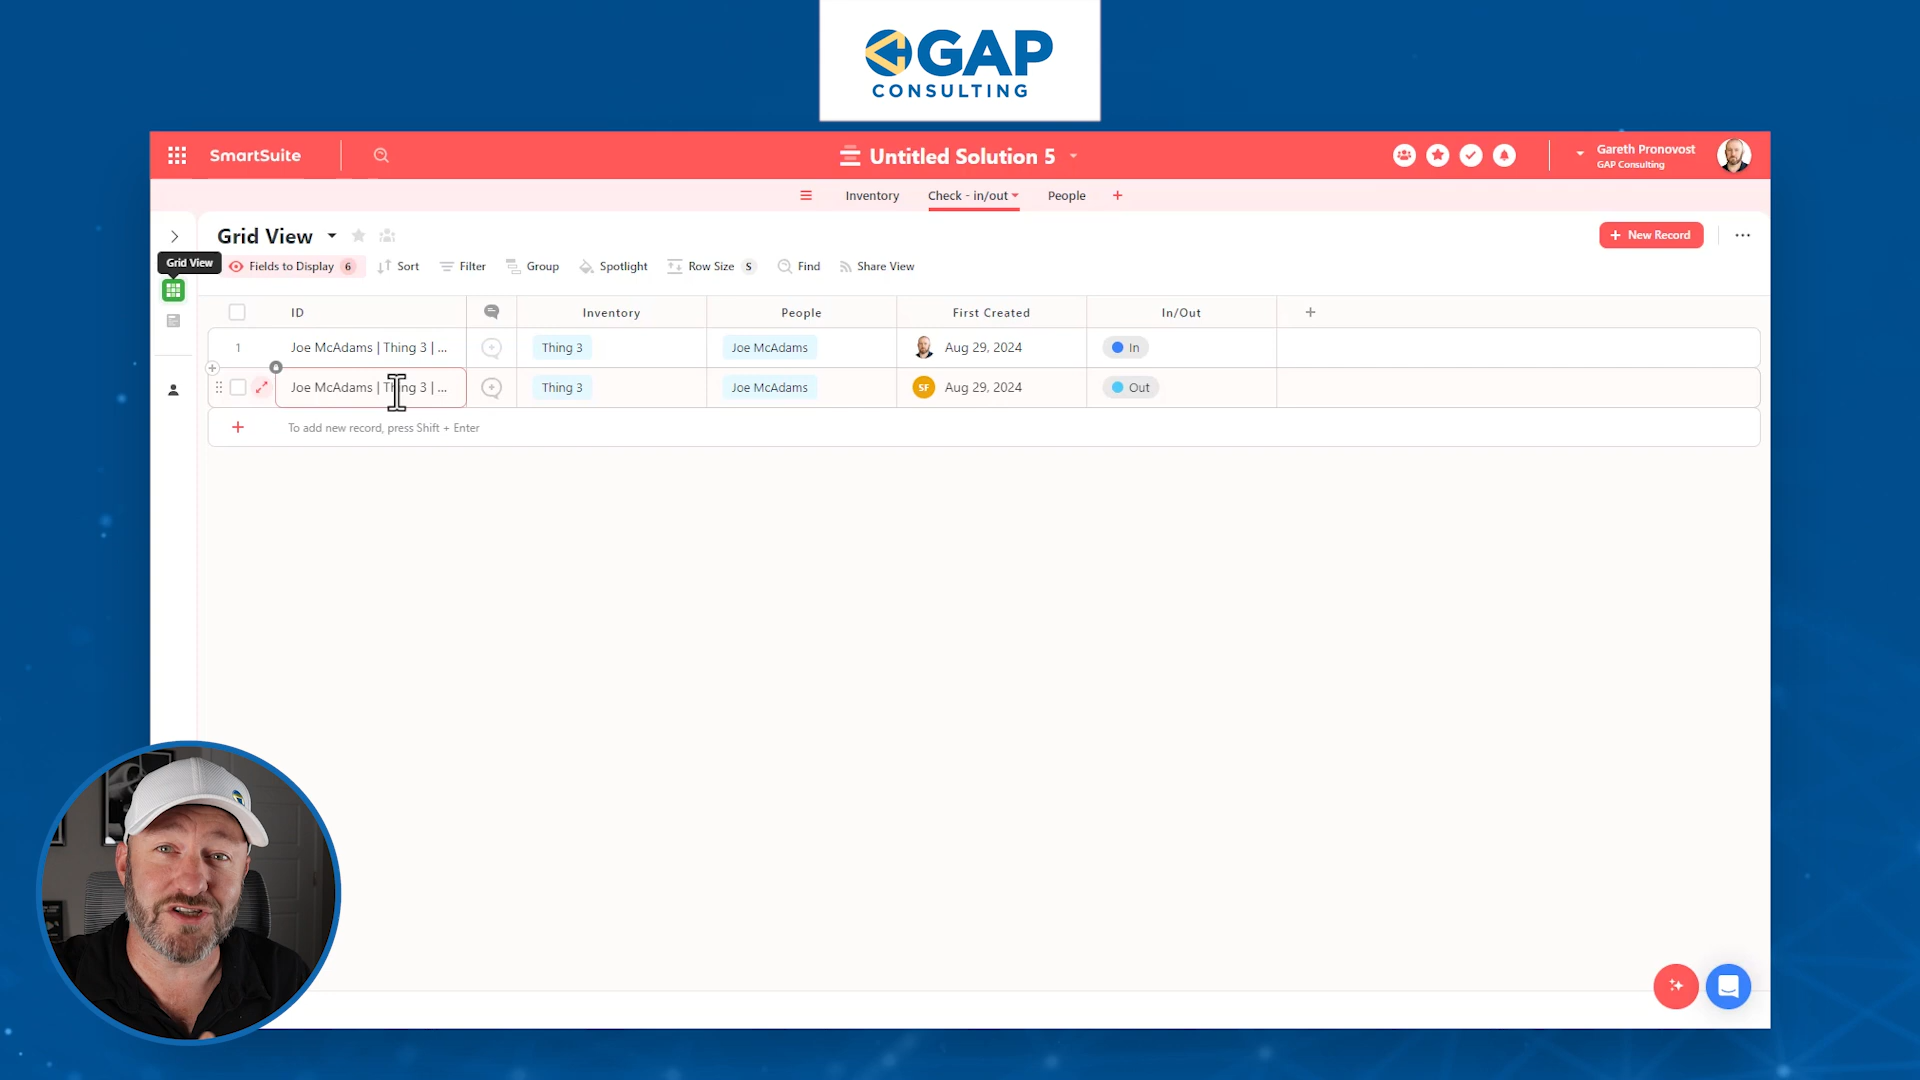 GAP
CONSULTING
SmartSuite
Untitled Solution 5
Gareth Pronovost
GAP Consulting
Inventory
Check - in/out
People
Grid View
New Record
Grid View
Fields to Display 6
Sort
Filter
Group
Spotlight
Row Size S
Find
Share View
ID
Inventory
People
First Created
In/Out
1
Joe McAdams | Thing 3 | ...
Thing 3
Joe McAdams
Aug 29, 2024
In
Joe McAdams | Thing 3 | ...
Thing 3
Joe McAdams
SF
Aug 29, 2024
Out
To add new record, press Shift + Enter